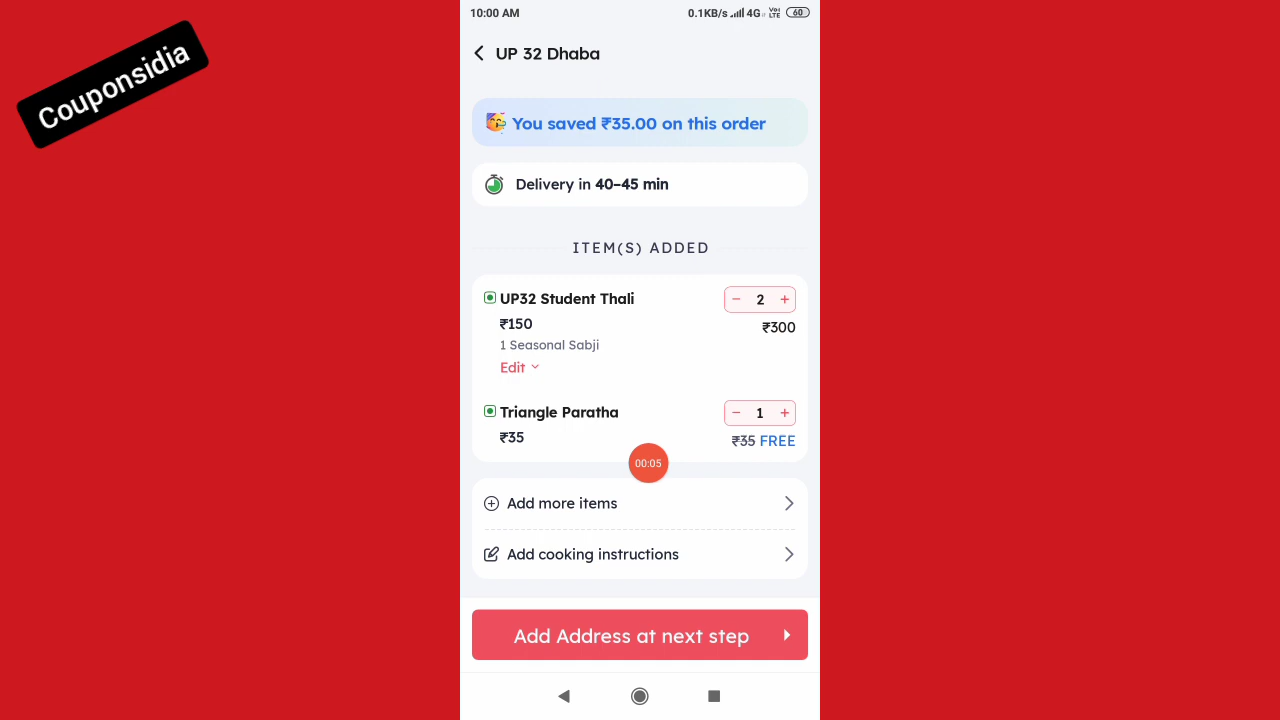 Couponsidia
10:00 AM
0.1KB/s 4G Vo) LTE 60
UP 32 Dhaba
You saved ₹35.00 on this order
Delivery in 40–45 min
ITEM(S) ADDED
UP32 Student Thali
− 2 +
₹150
₹300
1 Seasonal Sabji
Edit
Triangle Paratha
− 1 +
₹35
₹35 FREE
00:05
Add more items
Add cooking instructions
Add Address at next step